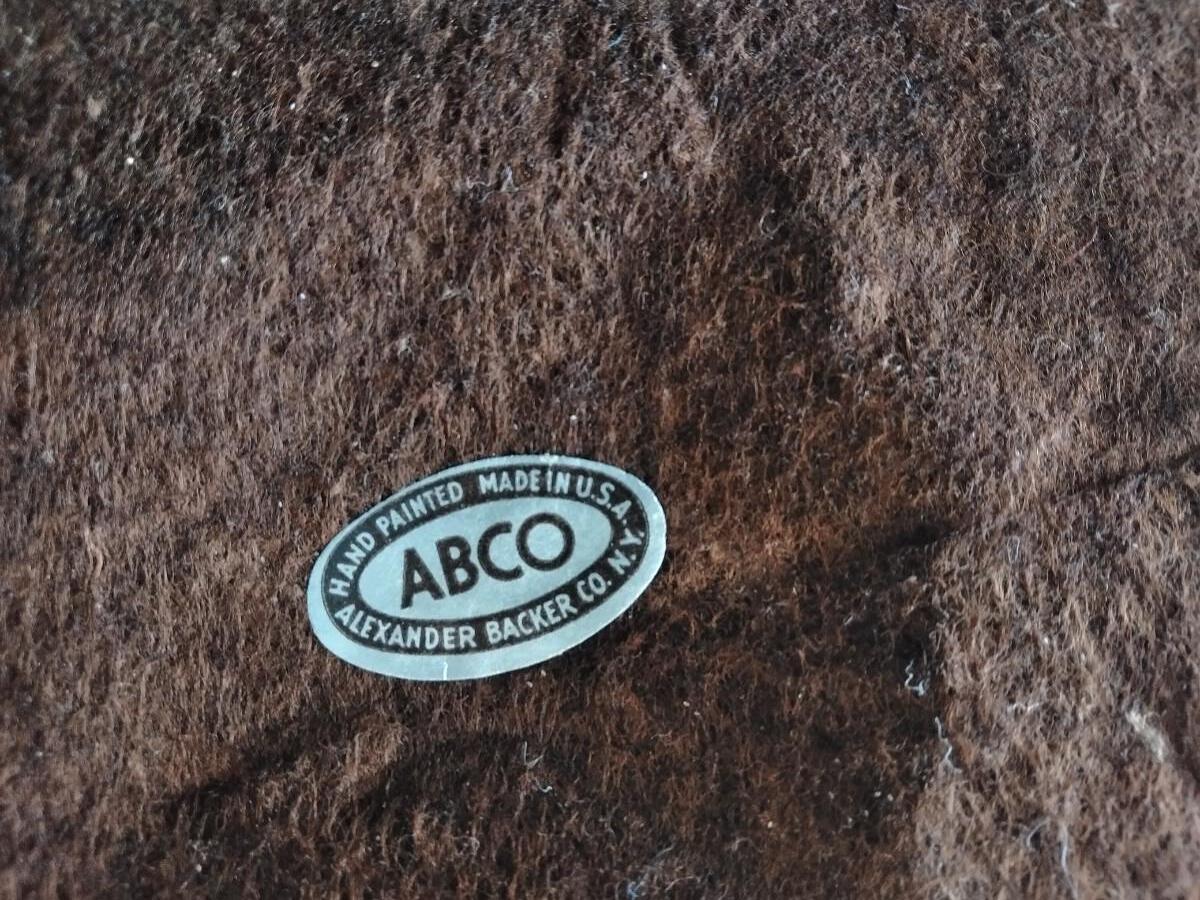 HAND PAINTED MADE IN U.S.A.
ABCO
ALEXANDER BACKER CO. N.Y.